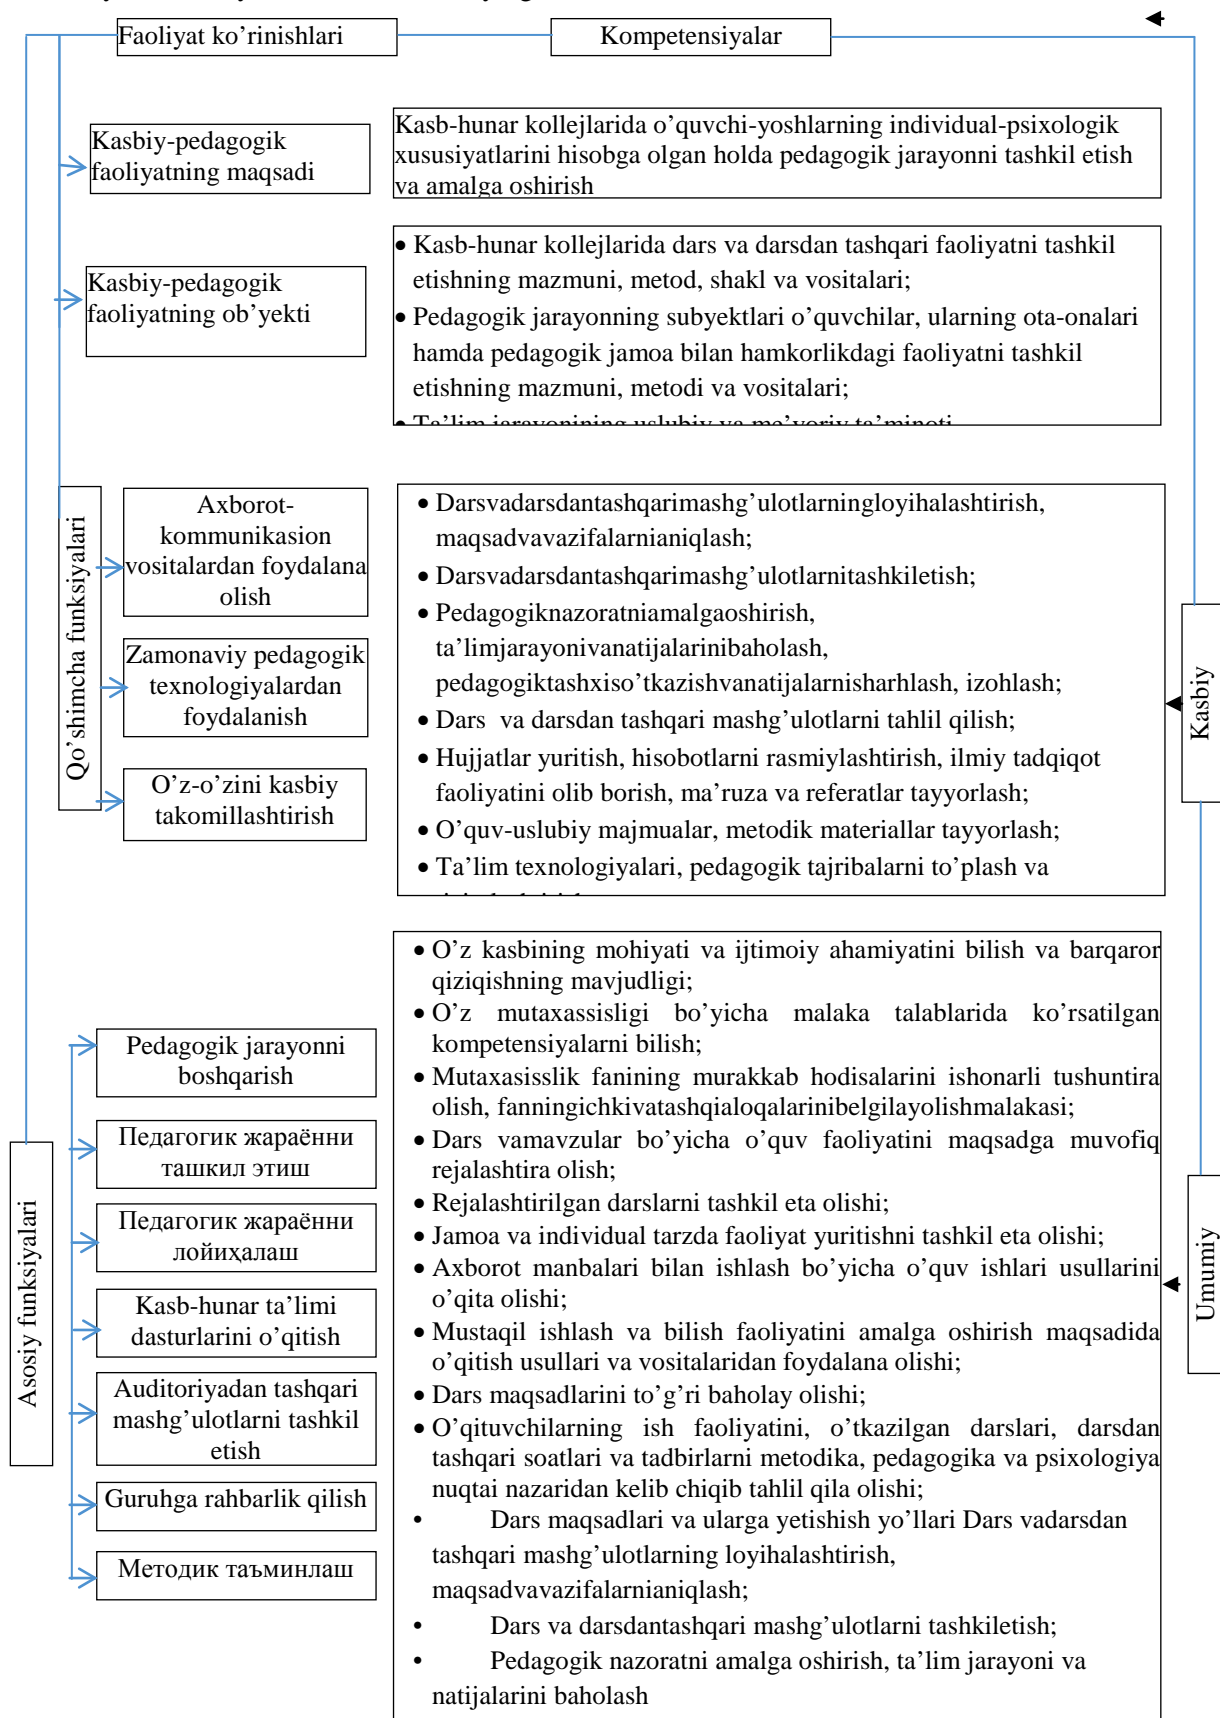 Faoliyat ko’rinishlari
Kompetensiyalar
Kasbiy-pedagogik
faoliyatning maqsadi
Kasb-hunar kollejlarida o’quvchi-yoshlarning individual-psixologik
xususiyatlarini hisobga olgan holda pedagogik jarayonni tashkil etish
va amalga oshirish
Kasbiy-pedagogik
faoliyatning ob’yekti
• Kasb-hunar kollejlarida dars va darsdan tashqari faoliyatni tashkil
etishning mazmuni, metod, shakl va vositalari;
• Pedagogik jarayonning subyektlari o’quvchilar, ularning ota-onalari
hamda pedagogik jamoa bilan hamkorlikdagi faoliyatni tashkil
etishning mazmuni, metodi va vositalari;
• Ta’lim jarayonining uslubiy va me’yoriy ta’minoti
Qo’shimcha funksiyalari
Axborot-
kommunikasion
vositalardan foydalana
olish
Zamonaviy pedagogik
texnologiyalardan
foydalanish
O’z-o’zini kasbiy
takomillashtirish
• Darsvadarsdantashqarimashg’ulotlarningloyihalashtirish,
maqsadvavazifalarnianiqlash;
• Darsvadarsdantashqarimashg’ulotlarnitashkiletish;
• Pedagogiknazoratniamalgaoshirish,
ta’limjarayonivanatijalarinibaholash,
pedagogiktashxiso’tkazishvanatijalarnisharhlash, izohlash;
• Dars va darsdan tashqari mashg’ulotlarni tahlil qilish;
• Hujjatlar yuritish, hisobotlarni rasmiylashtirish, ilmiy tadqiqot
faoliyatini olib borish, ma’ruza va referatlar tayyorlash;
• O’quv-uslubiy majmualar, metodik materiallar tayyorlash;
• Ta’lim texnologiyalari, pedagogik tajribalarni to’plash va
Kasbiy
Asosiy funksiyalari
Pedagogik jarayonni
boshqarish
Педагогик жараённи
ташкил этиш
Педагогик жараённи
лойиҳалаш
Kasb-hunar ta’limi
dasturlarini o’qitish
Auditoriyadan tashqari
mashg’ulotlarni tashkil
etish
Guruhga rahbarlik qilish
Методик таъминлаш
• O’z kasbining mohiyati va ijtimoiy ahamiyatini bilish va barqaror
qiziqishning mavjudligi;
• O’z mutaxassisligi bo’yicha malaka talablarida ko’rsatilgan
kompetensiyalarni bilish;
• Mutaxasisslik fanining murakkab hodisalarini ishonarli tushuntira
olish, fanningichkivatashqialoqalarinibelgilayolishmalakasi;
• Dars vamavzular bo’yicha o’quv faoliyatini maqsadga muvofiq
rejalashtira olish;
• Rejalashtirilgan darslarni tashkil eta olishi;
• Jamoa va individual tarzda faoliyat yuritishni tashkil eta olishi;
• Axborot manbalari bilan ishlash bo’yicha o’quv ishlari usullarini
o’qita olishi;
• Mustaqil ishlash va bilish faoliyatini amalga oshirish maqsadida
o’qitish usullari va vositalaridan foydalana olishi;
• Dars maqsadlarini to’g’ri baholay olishi;
• O’qituvchilarning ish faoliyatini, o’tkazilgan darslari, darsdan
tashqari soatlari va tadbirlarni metodika, pedagogika va psixologiya
nuqtai nazaridan kelib chiqib tahlil qila olishi;
• Dars maqsadlari va ularga yetishish yo’llari Dars vadarsdan
tashqari mashg’ulotlarning loyihalashtirish,
maqsadvavazifalarnianiqlash;
• Dars va darsdantashqari mashg’ulotlarni tashkiletish;
• Pedagogik nazoratni amalga oshirish, ta’lim jarayoni va
natijalarini baholash
Umumiy